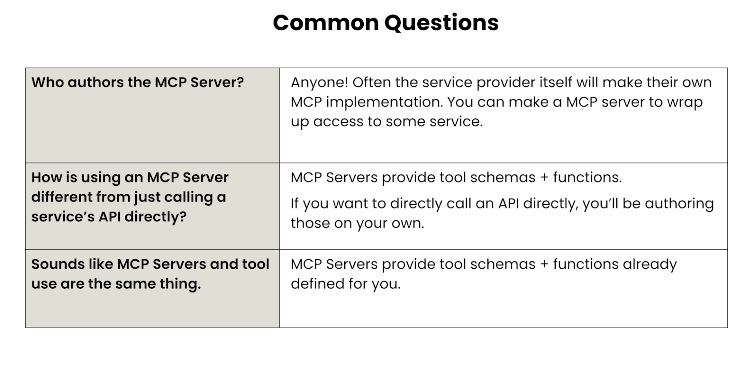 Common Questions
Who authors the MCP Server?
Anyone! Often the service provider itself will make their own
MCP implementation. You can make a MCP server to wrap
up access to some service.
How is using an MCP Server
different from just calling a
service's API directly?
MCP Servers provide tool schemas + functions.
If you want to directly call an API directly, you'll be authoring
those on your own.
Sounds like MCP Servers and tool
use are the same thing.
MCP Servers provide tool schemas + functions already
defined for you.